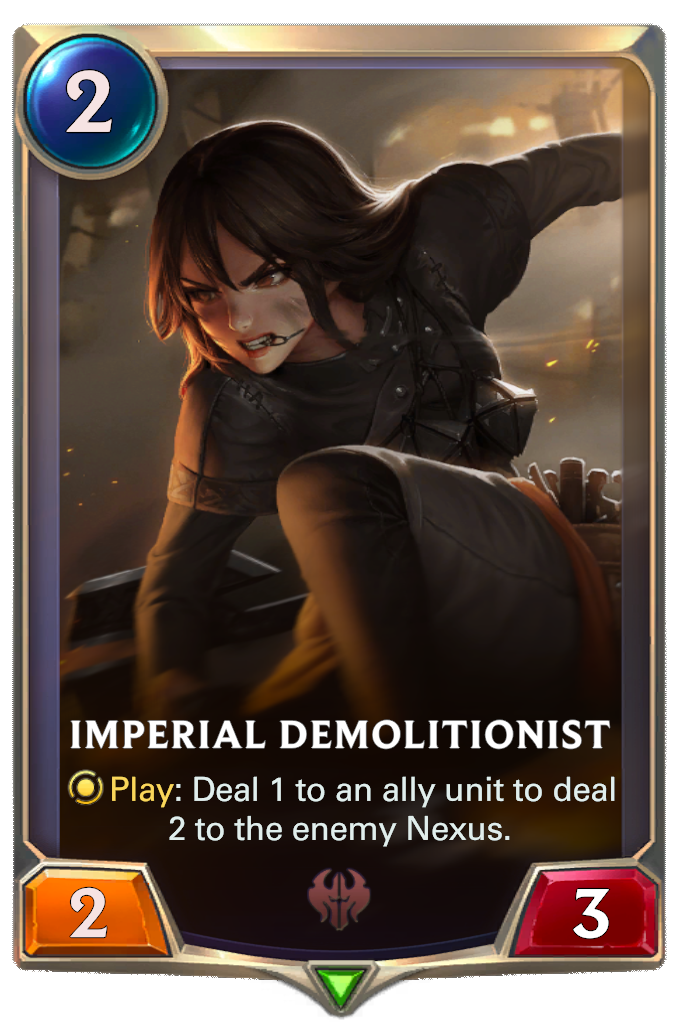 2
IMPERIAL DEMOLITIONIST
Play: Deal 1 to an ally unit to deal
2 to the enemy Nexus.
2 3